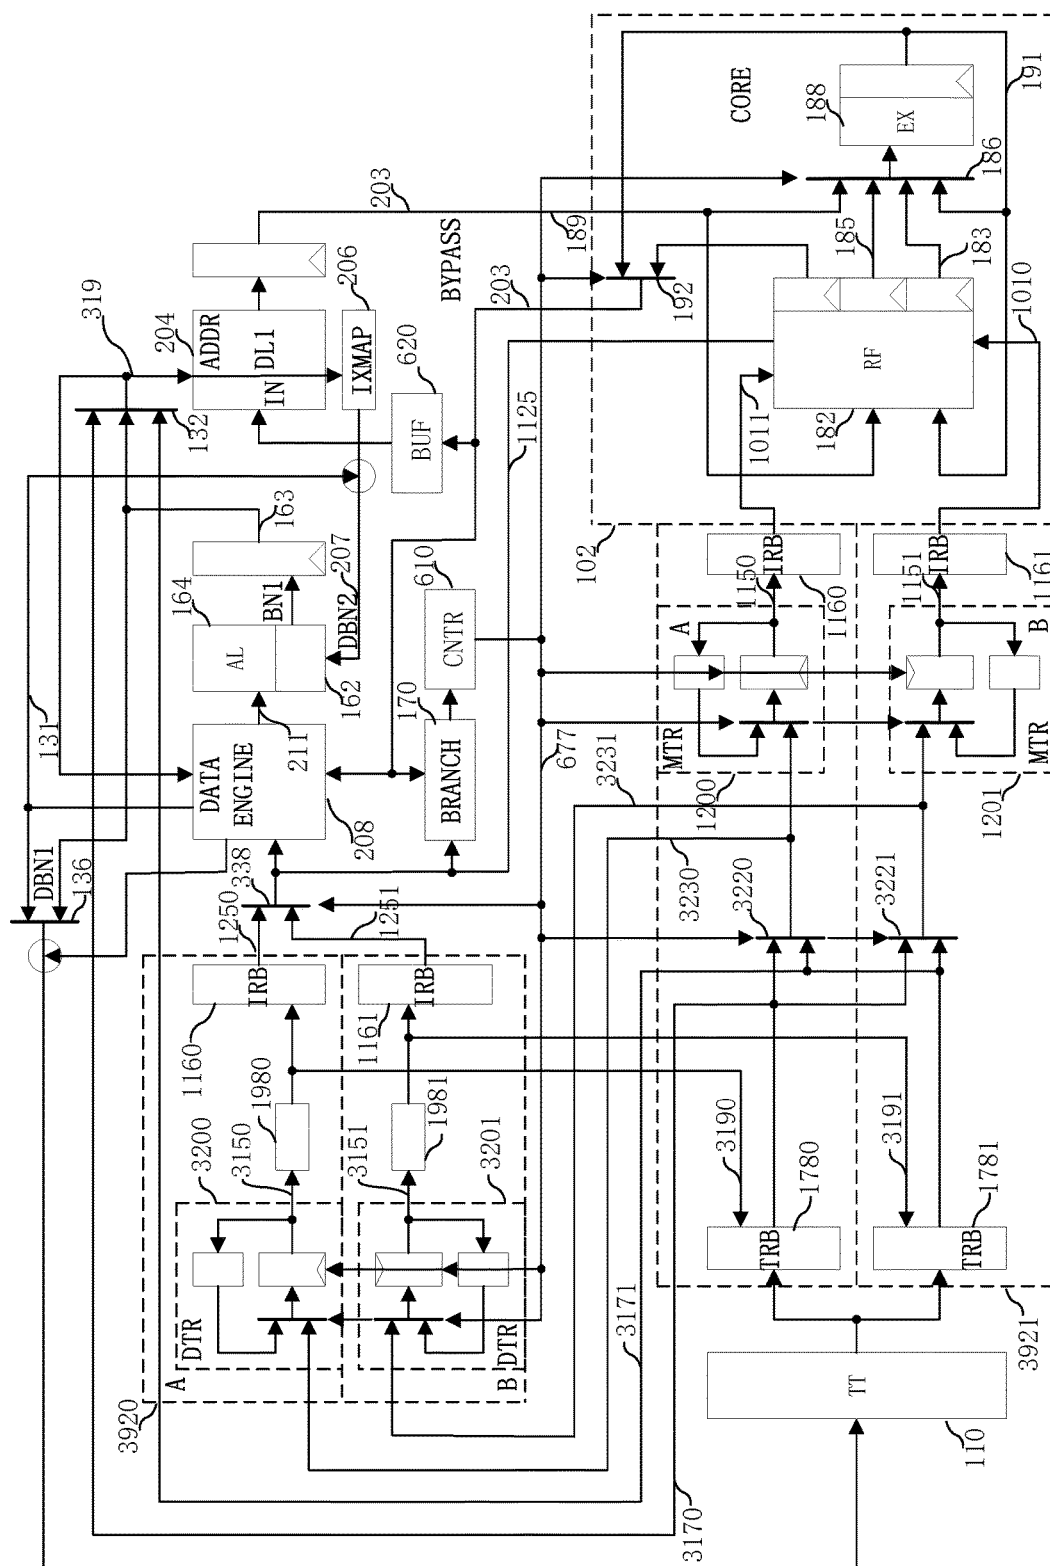 CORE
188
EX
191
186
203
189
185
183
1010
BYPASS
203
192
RF
182
1011
319
204
ADDR
DL1
IN
206
IXMAP
620
BUF
1125
132
163
164
BN1
AL
162
207
DBN2
610
CNTR
102
IRB
1150
1160
IRB
1151
1161
A
B
MTR
MTR
131
211
DATA
ENGINE
208
170
BRANCH
677
3231
1200
1201
DBN1
136
338
1250
1251
3230
3220
3221
IRB
1160
IRB
1161
1980
1981
3200
3150
3151
3201
3190
3191
1780
TRB
1781
TRB
DTR
A
DTR
B
3920
3171
3921
TT
110
3170